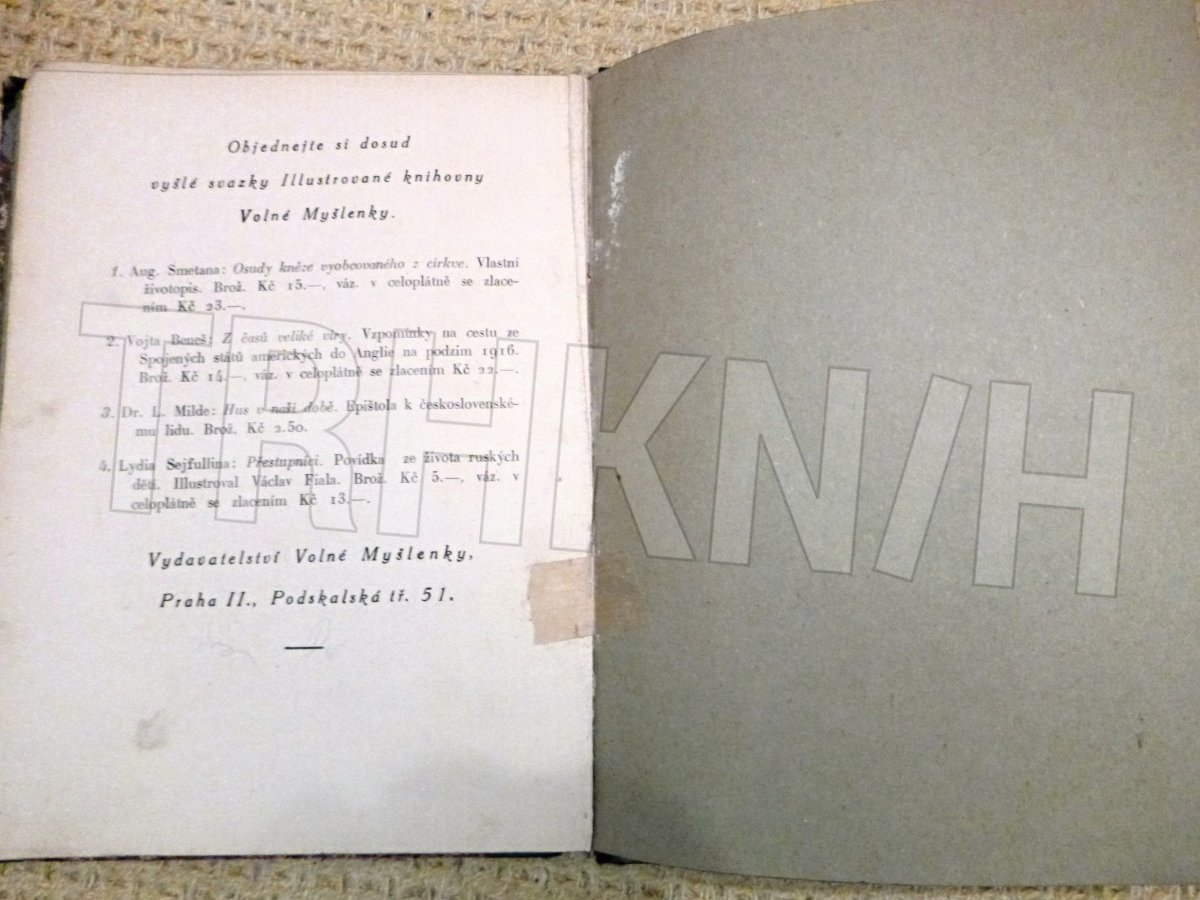 Objednejte si dosud
vyšlé svazky Illustrované knihovny
Volné Myšlenky.
1. Aug. Smetana: Osudy kněze vyobcovaného z církve. Vlastní
životopis. Brož. Kč 15.—, váz. v celoplátně se zlace-
ním Kč 23.—.
2. Vojta Beneš: Z časů veliké víry. Vzpomínky na cestu ze
Spojených států amerických do Anglie na podzim 1916.
Brož. Kč 14.—, váz. v celoplátně se zlacením Kč 22.—.
3. Dr. L. Milde: Hus v naší době. Epištola k československé-
mu lidu. Brož. Kč 2.50.
4. Lydia Sejfullina: Přestupníci. Povídka ze života ruských
dětí. Illustroval Václav Fiala. Brož. Kč 5.—, váz. v
celoplátně se zlacením Kč 13.—.
Vydavatelství Volné Myšlenky,
Praha II., Podskalská tř. 51.
TRHKNIH